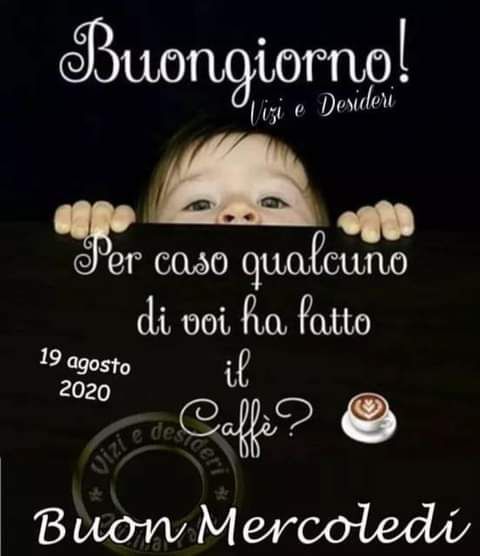 Buongiorno!
Vizi e Desideri
Per caso qualcuno
di voi ha fatto
il
Caffè?
19 agosto
2020
Vizi e desideri
Buon Mercoledì